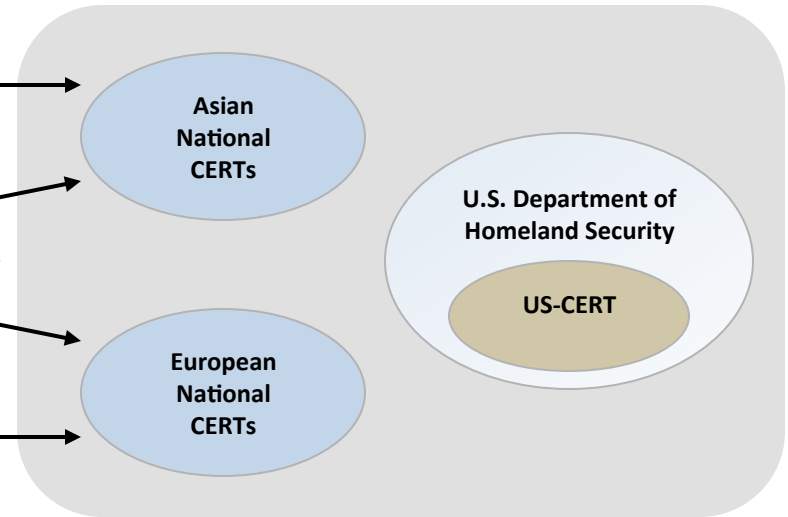 Asian
National
CERTs
U.S. Department of
Homeland Security
US-CERT
European
National
CERTs